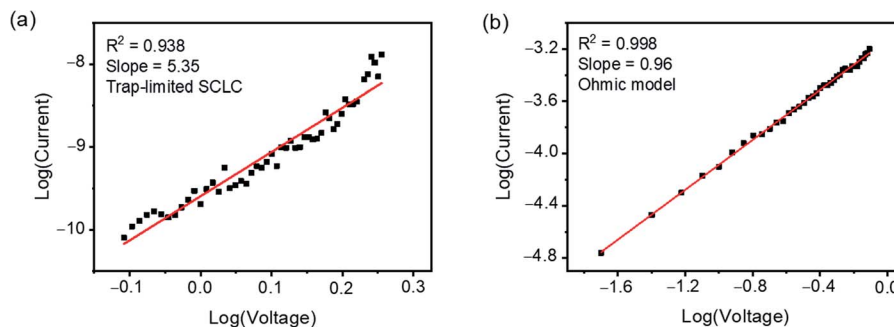 (a)
R² = 0.938
Slope = 5.35
Trap-limited SCLC
−8
−9
−10
Log(Current)
−0.1
0.0
0.1
0.2
0.3
Log(Voltage)
(b)
R² = 0.998
Slope = 0.96
Ohmic model
−3.2
−3.6
−4.0
−4.4
−4.8
Log(Current)
−1.6
−1.2
−0.8
−0.4
0.0
Log(Voltage)